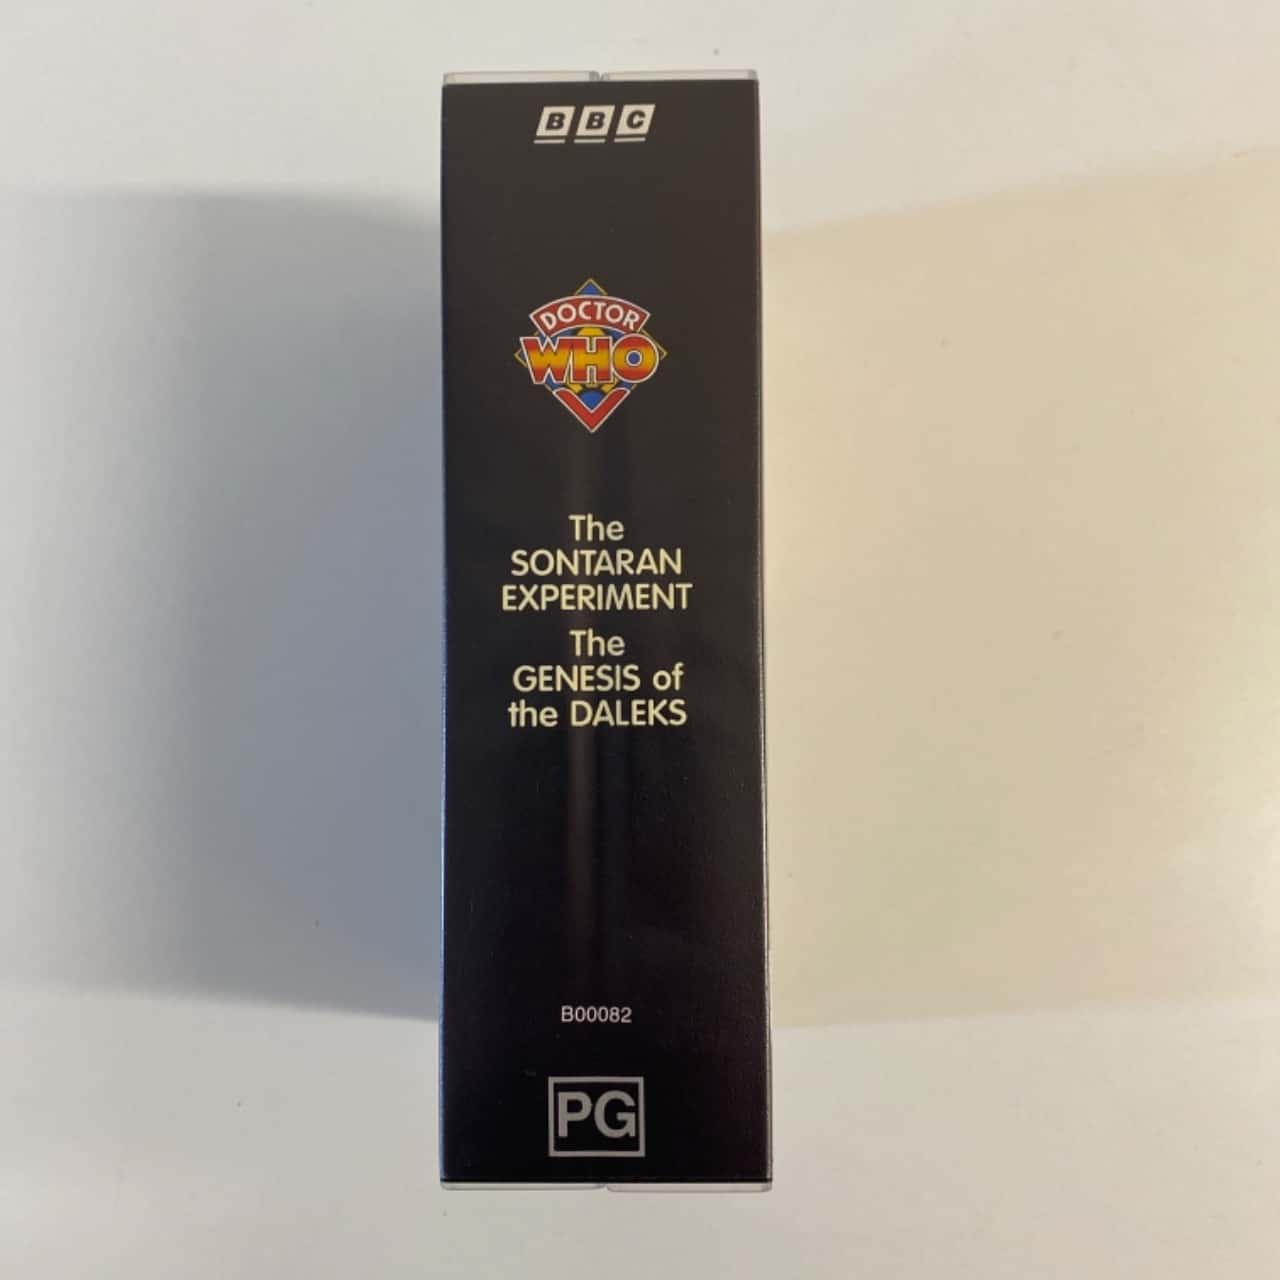 BBC
DOCTOR
WHO
The
SONTARAN
EXPERIMENT
The
GENESIS of
the DALEKS
B00082
PG